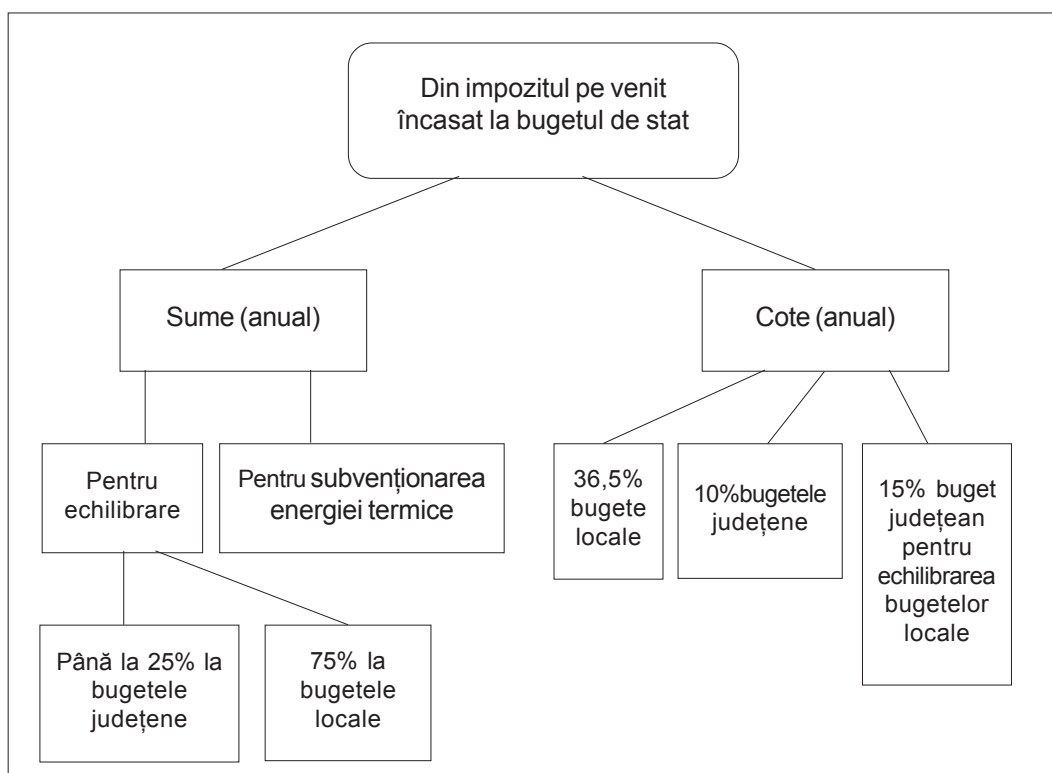 Din impozitul pe venit
încasat la bugetul de stat
Sume (anual)
Cote (anual)
Pentru
echilibrare
Pentru subvenționarea
energiei termice
36,5%
bugete
locale
10%bugetele
județene
15% buget
județean
pentru
echilibrarea
bugetelor
locale
Până la 25% la
bugetele
județene
75% la
bugetele
locale